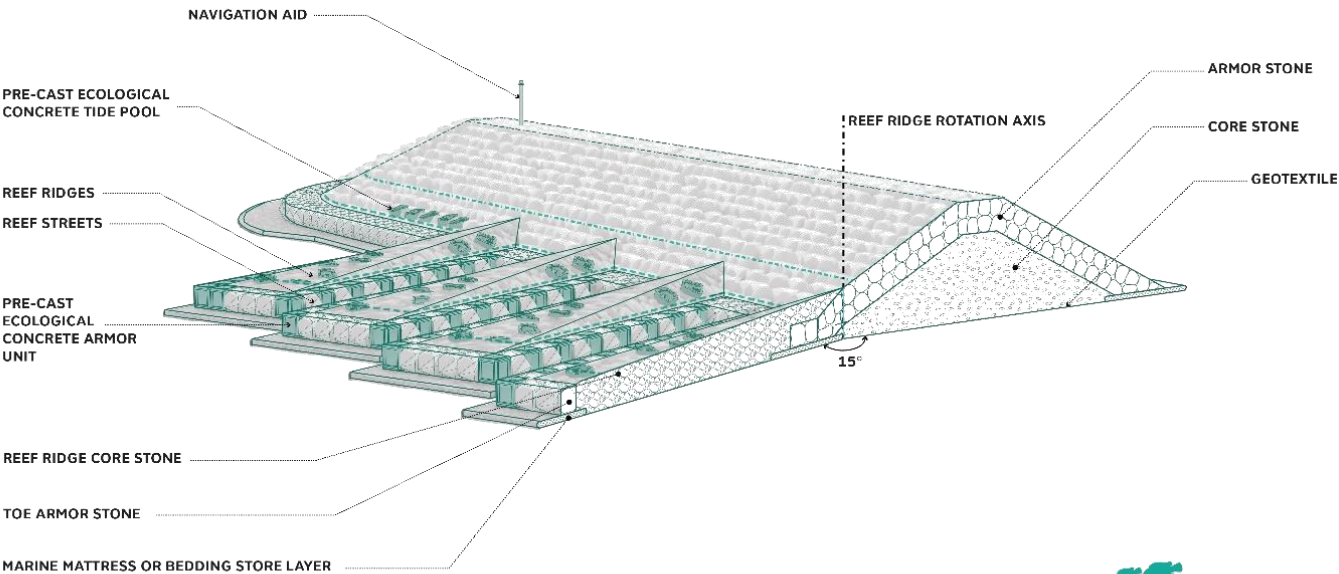 NAVIGATION AID
ARMOR STONE
PRE-CAST ECOLOGICAL
CONCRETE TIDE POOL
REEF RIDGE ROTATION AXIS
CORE STONE
GEOTEXTILE
REEF RIDGES
REEF STREETS
PRE-CAST
ECOLOGICAL
CONCRETE ARMOR
UNIT
15°
REEF RIDGE CORE STONE
TOE ARMOR STONE
MARINE MATTRESS OR BEDDING STORE LAYER